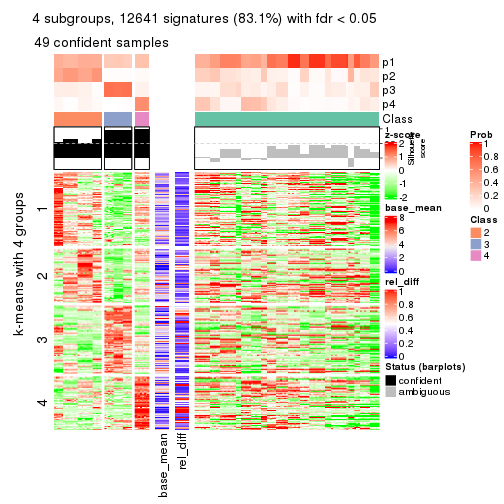 4 subgroups, 12641 signatures (83.1%) with fdr < 0.05
49 confident samples
p1
p2
p3
p4
Class
1
Silhouette
score
k-means with 4 groups
1
2
3
4
base_mean
rel_diff
z-score
2
1
0
-1
-2
base_mean
8
6
4
2
0
rel_diff
1
0.8
0.6
0.4
0.2
0
Status (barplots)
confident
ambiguous
Prob
1
0.8
0.6
0.4
0.2
0
Class
2
3
4